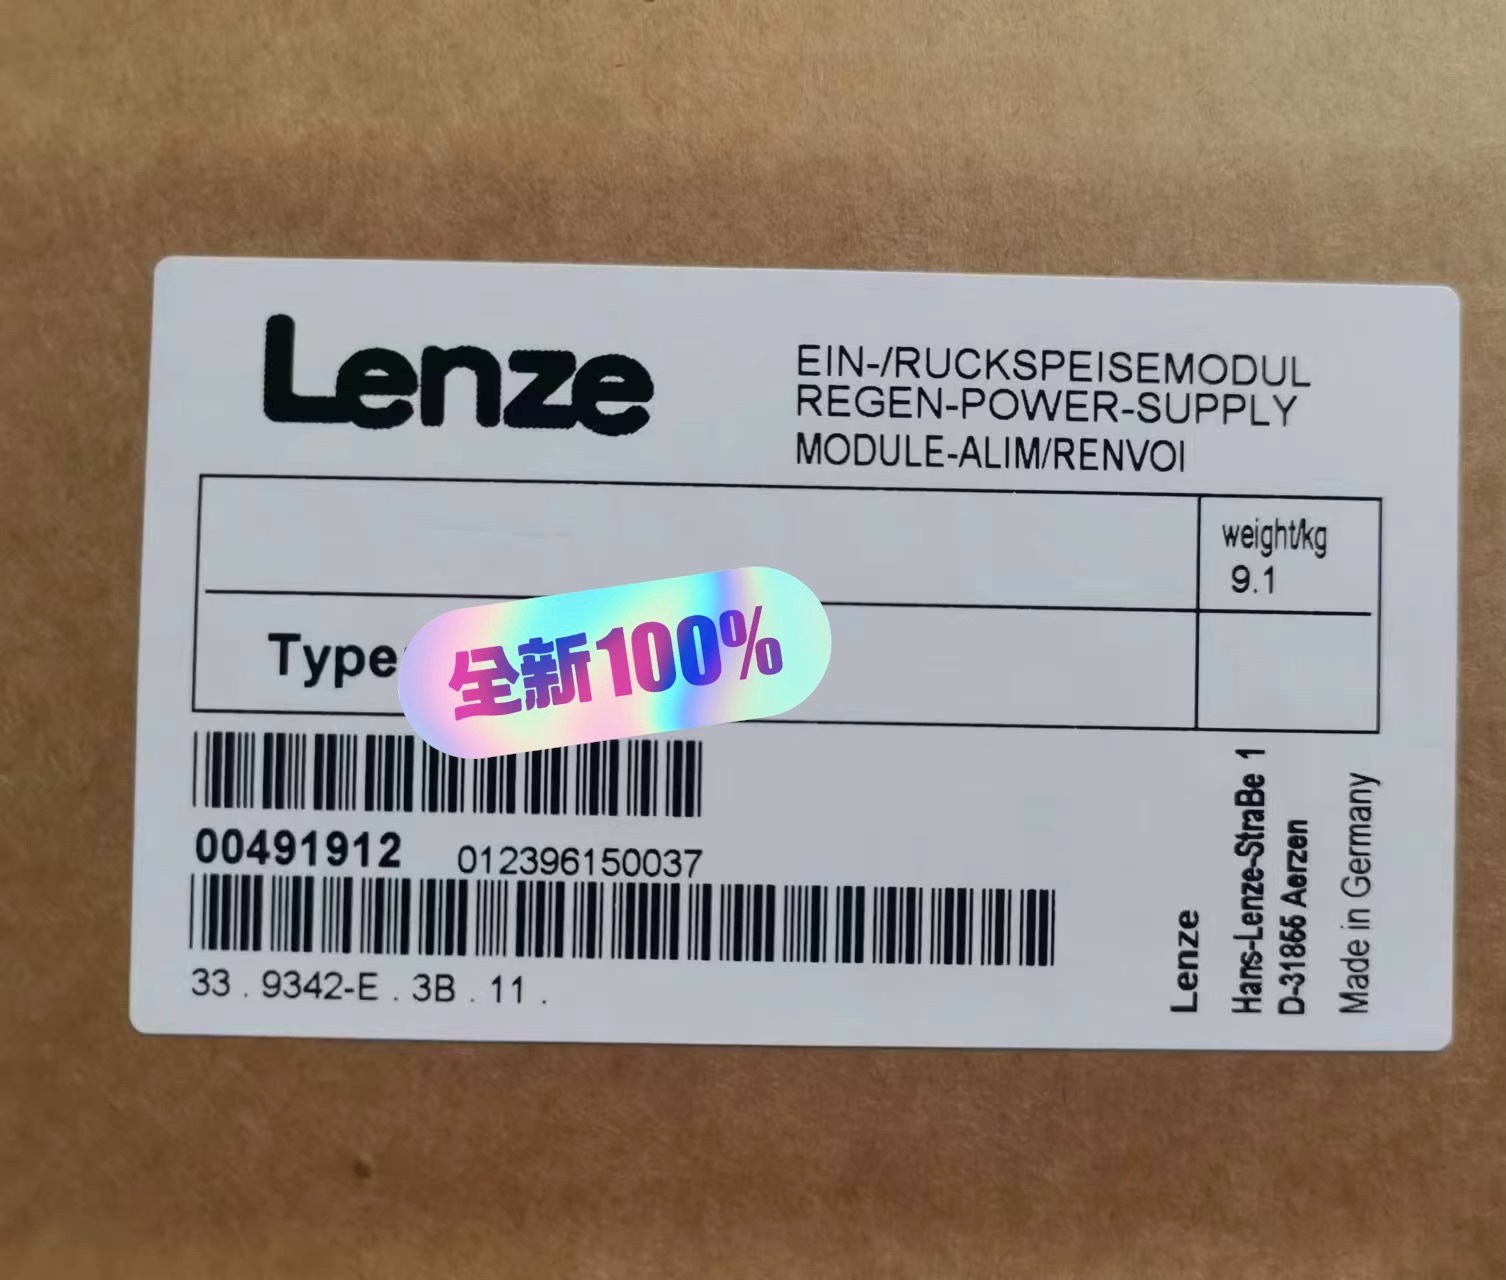 Lenze
EIN-/RUCKSPEISEMODUL
REGEN-POWER-SUPPLY
MODULE-ALIM/RENVOI
weight/kg
9.1
Type
全新100%
00491912 012396150037
33 . 9342-E . 3B . 11 .
Lenze
Hans-Lenze-StraBe 1
D-31855 Aerzen
Made in Germany